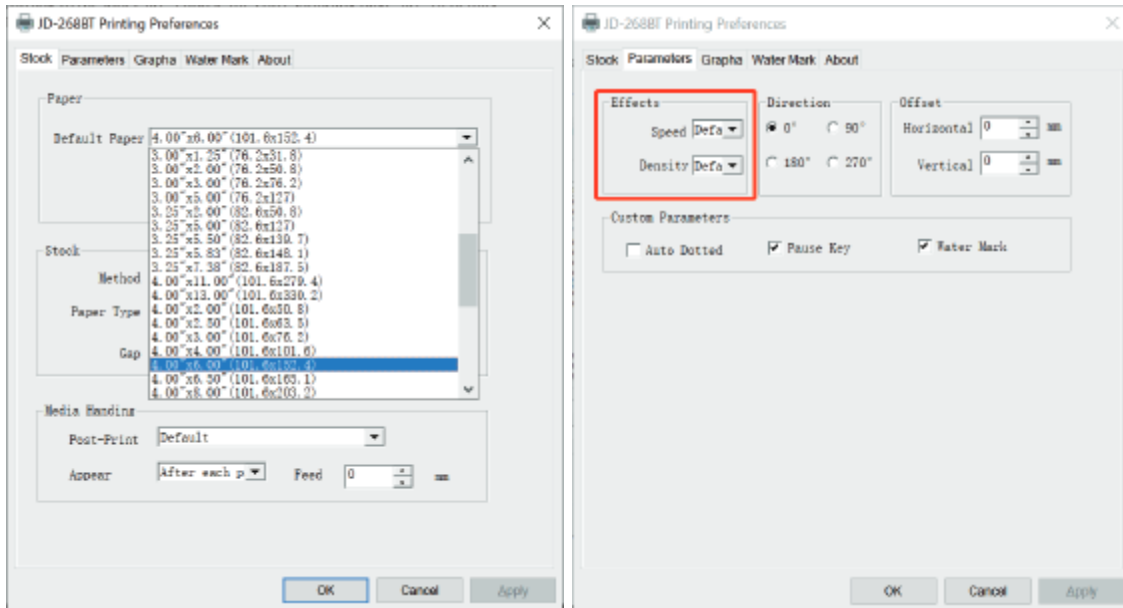 JD-268BT Printing Preferences
Stock Parameters Grapha Water Mark About
Paper
Default Paper 4.00"x6.00"(101.6x152.4)
3.00"x1.25"(76.2x31.8)
3.00"x2.00"(76.2x50.8)
3.00"x3.00"(76.2x76.2)
3.00"x5.00"(76.2x127)
3.25"x2.00"(82.6x50.8)
3.25"x5.00"(82.6x127)
3.25"x5.50"(82.6x139.7)
3.25"x5.83"(82.6x148.1)
3.25"x7.38"(82.6x187.5)
4.00"x11.00"(101.6x279.4)
4.00"x13.00"(101.6x330.2)
4.00"x2.00"(101.6x50.8)
4.00"x2.50"(101.6x63.5)
4.00"x3.00"(101.6x76.2)
4.00"x4.00"(101.6x101.6)
4.00"x6.00"(101.6x152.4)
4.00"x6.50"(101.6x165.1)
4.00"x8.00"(101.6x203.2)
Stock
Method
Paper Type
Gap
Media Handing
Post-Print Default
Appear After each p Feed 0 mm
OK Cancel Apply
JD-268BT Printing Preferences
Stock Parameters Grapha Water Mark About
Effects
Speed Defa
Density Defa
Direction
0° 90°
180° 270°
Offset
Horizontal 0 mm
Vertical 0 mm
Custom Parameters
Auto Dotted Pause Key Water Mark
OK Cancel Apply